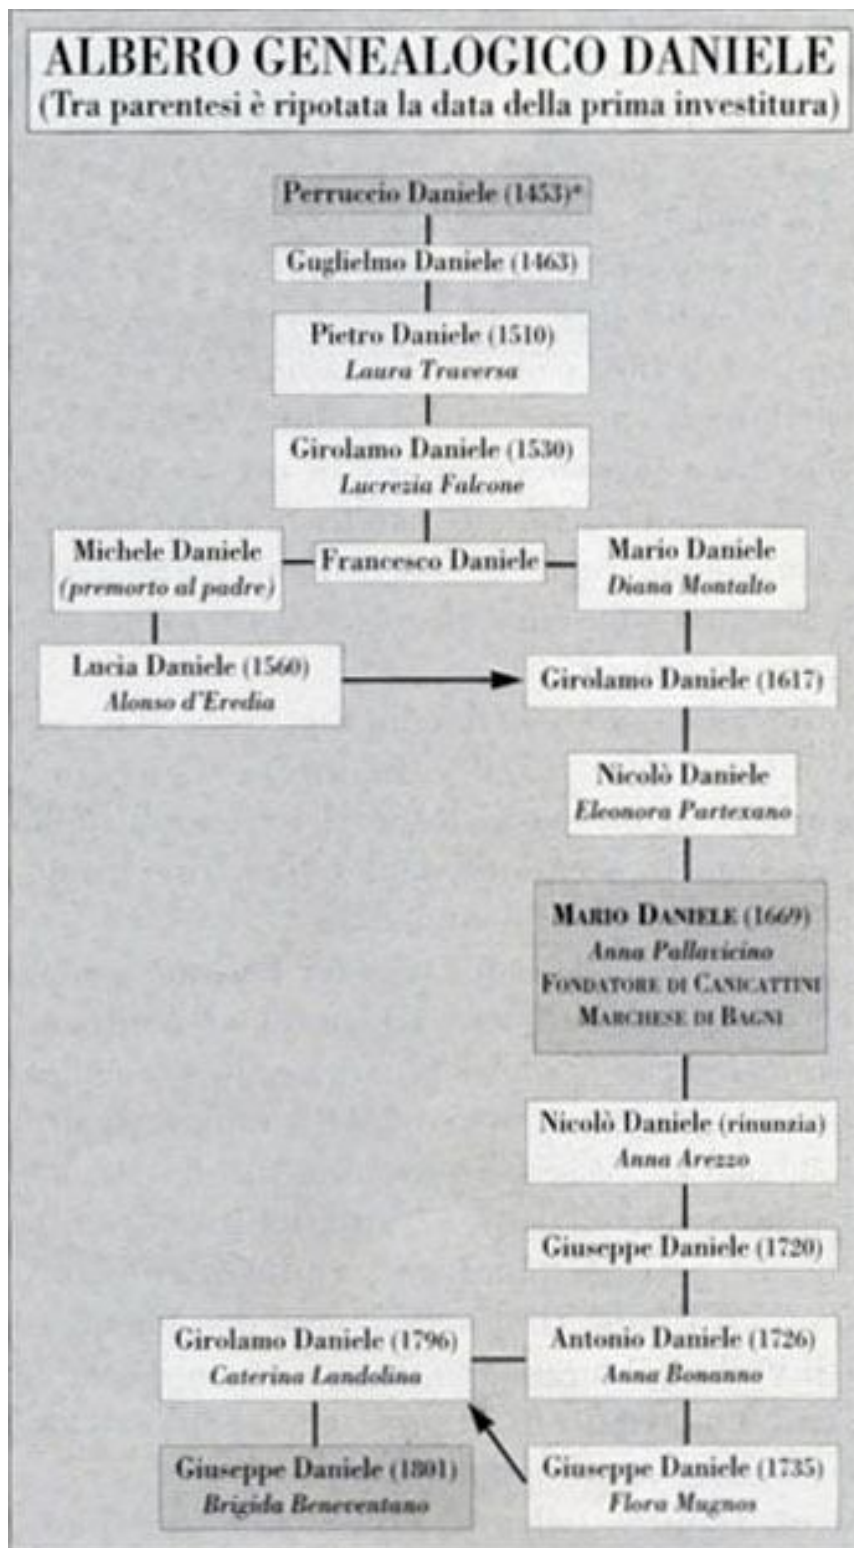 ALBERO GENEALOGICO DANIELE
(Tra parentesi è ripotata la data della prima investitura)
Perruccio Daniele (1453)*
Guglielmo Daniele (1463)
Pietro Daniele (1510)
Laura Traversa
Girolamo Daniele (1530)
Lucrezia Falcone
Michele Daniele
(premorto al padre)
Francesco Daniele
Mario Daniele
Diana Montalto
Lucia Daniele (1560)
Alonso d'Eredia
Girolamo Daniele (1617)
Nicolò Daniele
Eleonora Partexano
MARIO DANIELE (1669)
Anna Pallavicino
FONDATORE DI CANICATTINI
MARCHESE DI BAGNI
Nicolò Daniele (rinunzia)
Anna Arezzo
Giuseppe Daniele (1720)
Girolamo Daniele (1796)
Caterina Landolina
Antonio Daniele (1726)
Anna Bonanno
Giuseppe Daniele (1801)
Brigida Beneventano
Giuseppe Daniele (1735)
Flora Mugnos